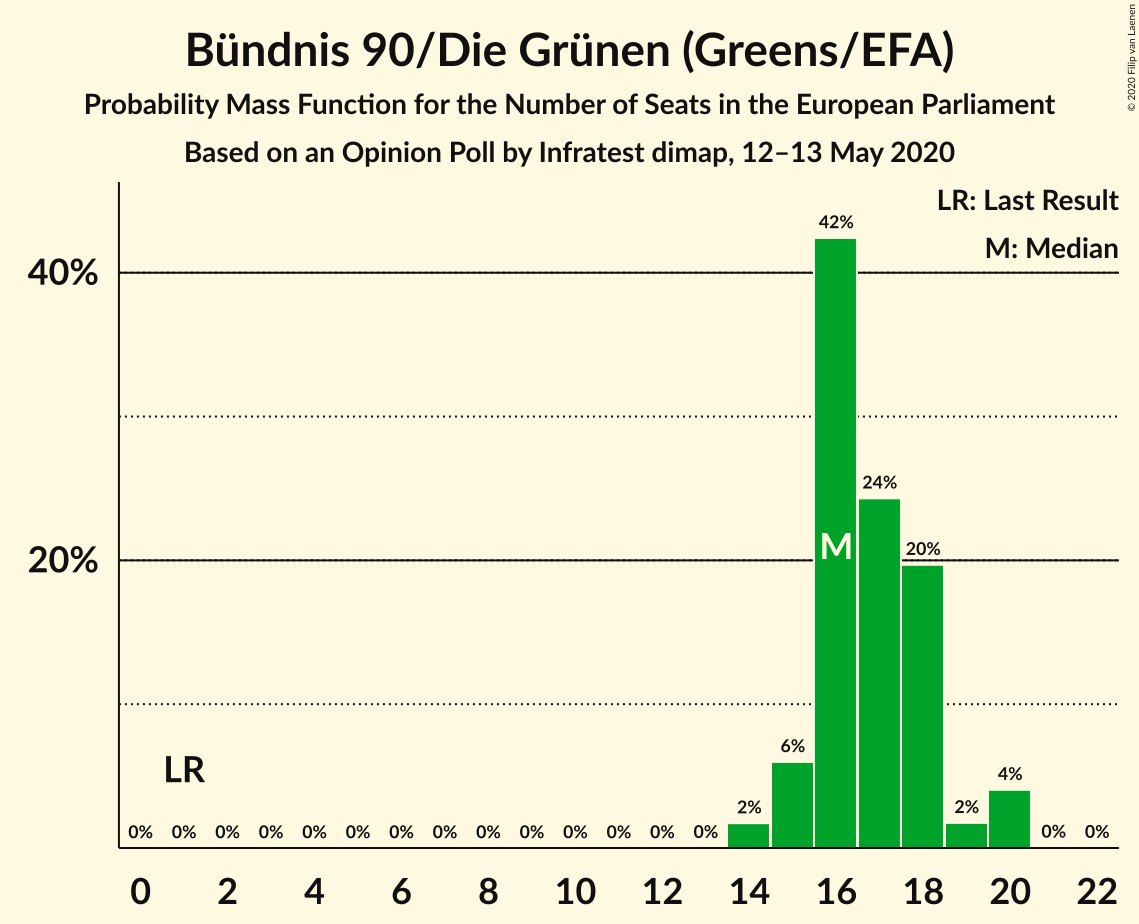 Bündnis 90/Die Grünen (Greens/EFA)
Probability Mass Function for the Number of Seats in the European Parliament
Based on an Opinion Poll by Infratest dimap, 12–13 May 2020
© 2020 Filip van Laenen
LR: Last Result
M: Median
42%
40%
24%
M
20%
20%
6%
LR
4%
2%
2%
0% 0% 0% 0% 0% 0% 0% 0% 0% 0% 0% 0% 0% 0% 0% 0%
0 2 4 6 8 10 12 14 16 18 20 22